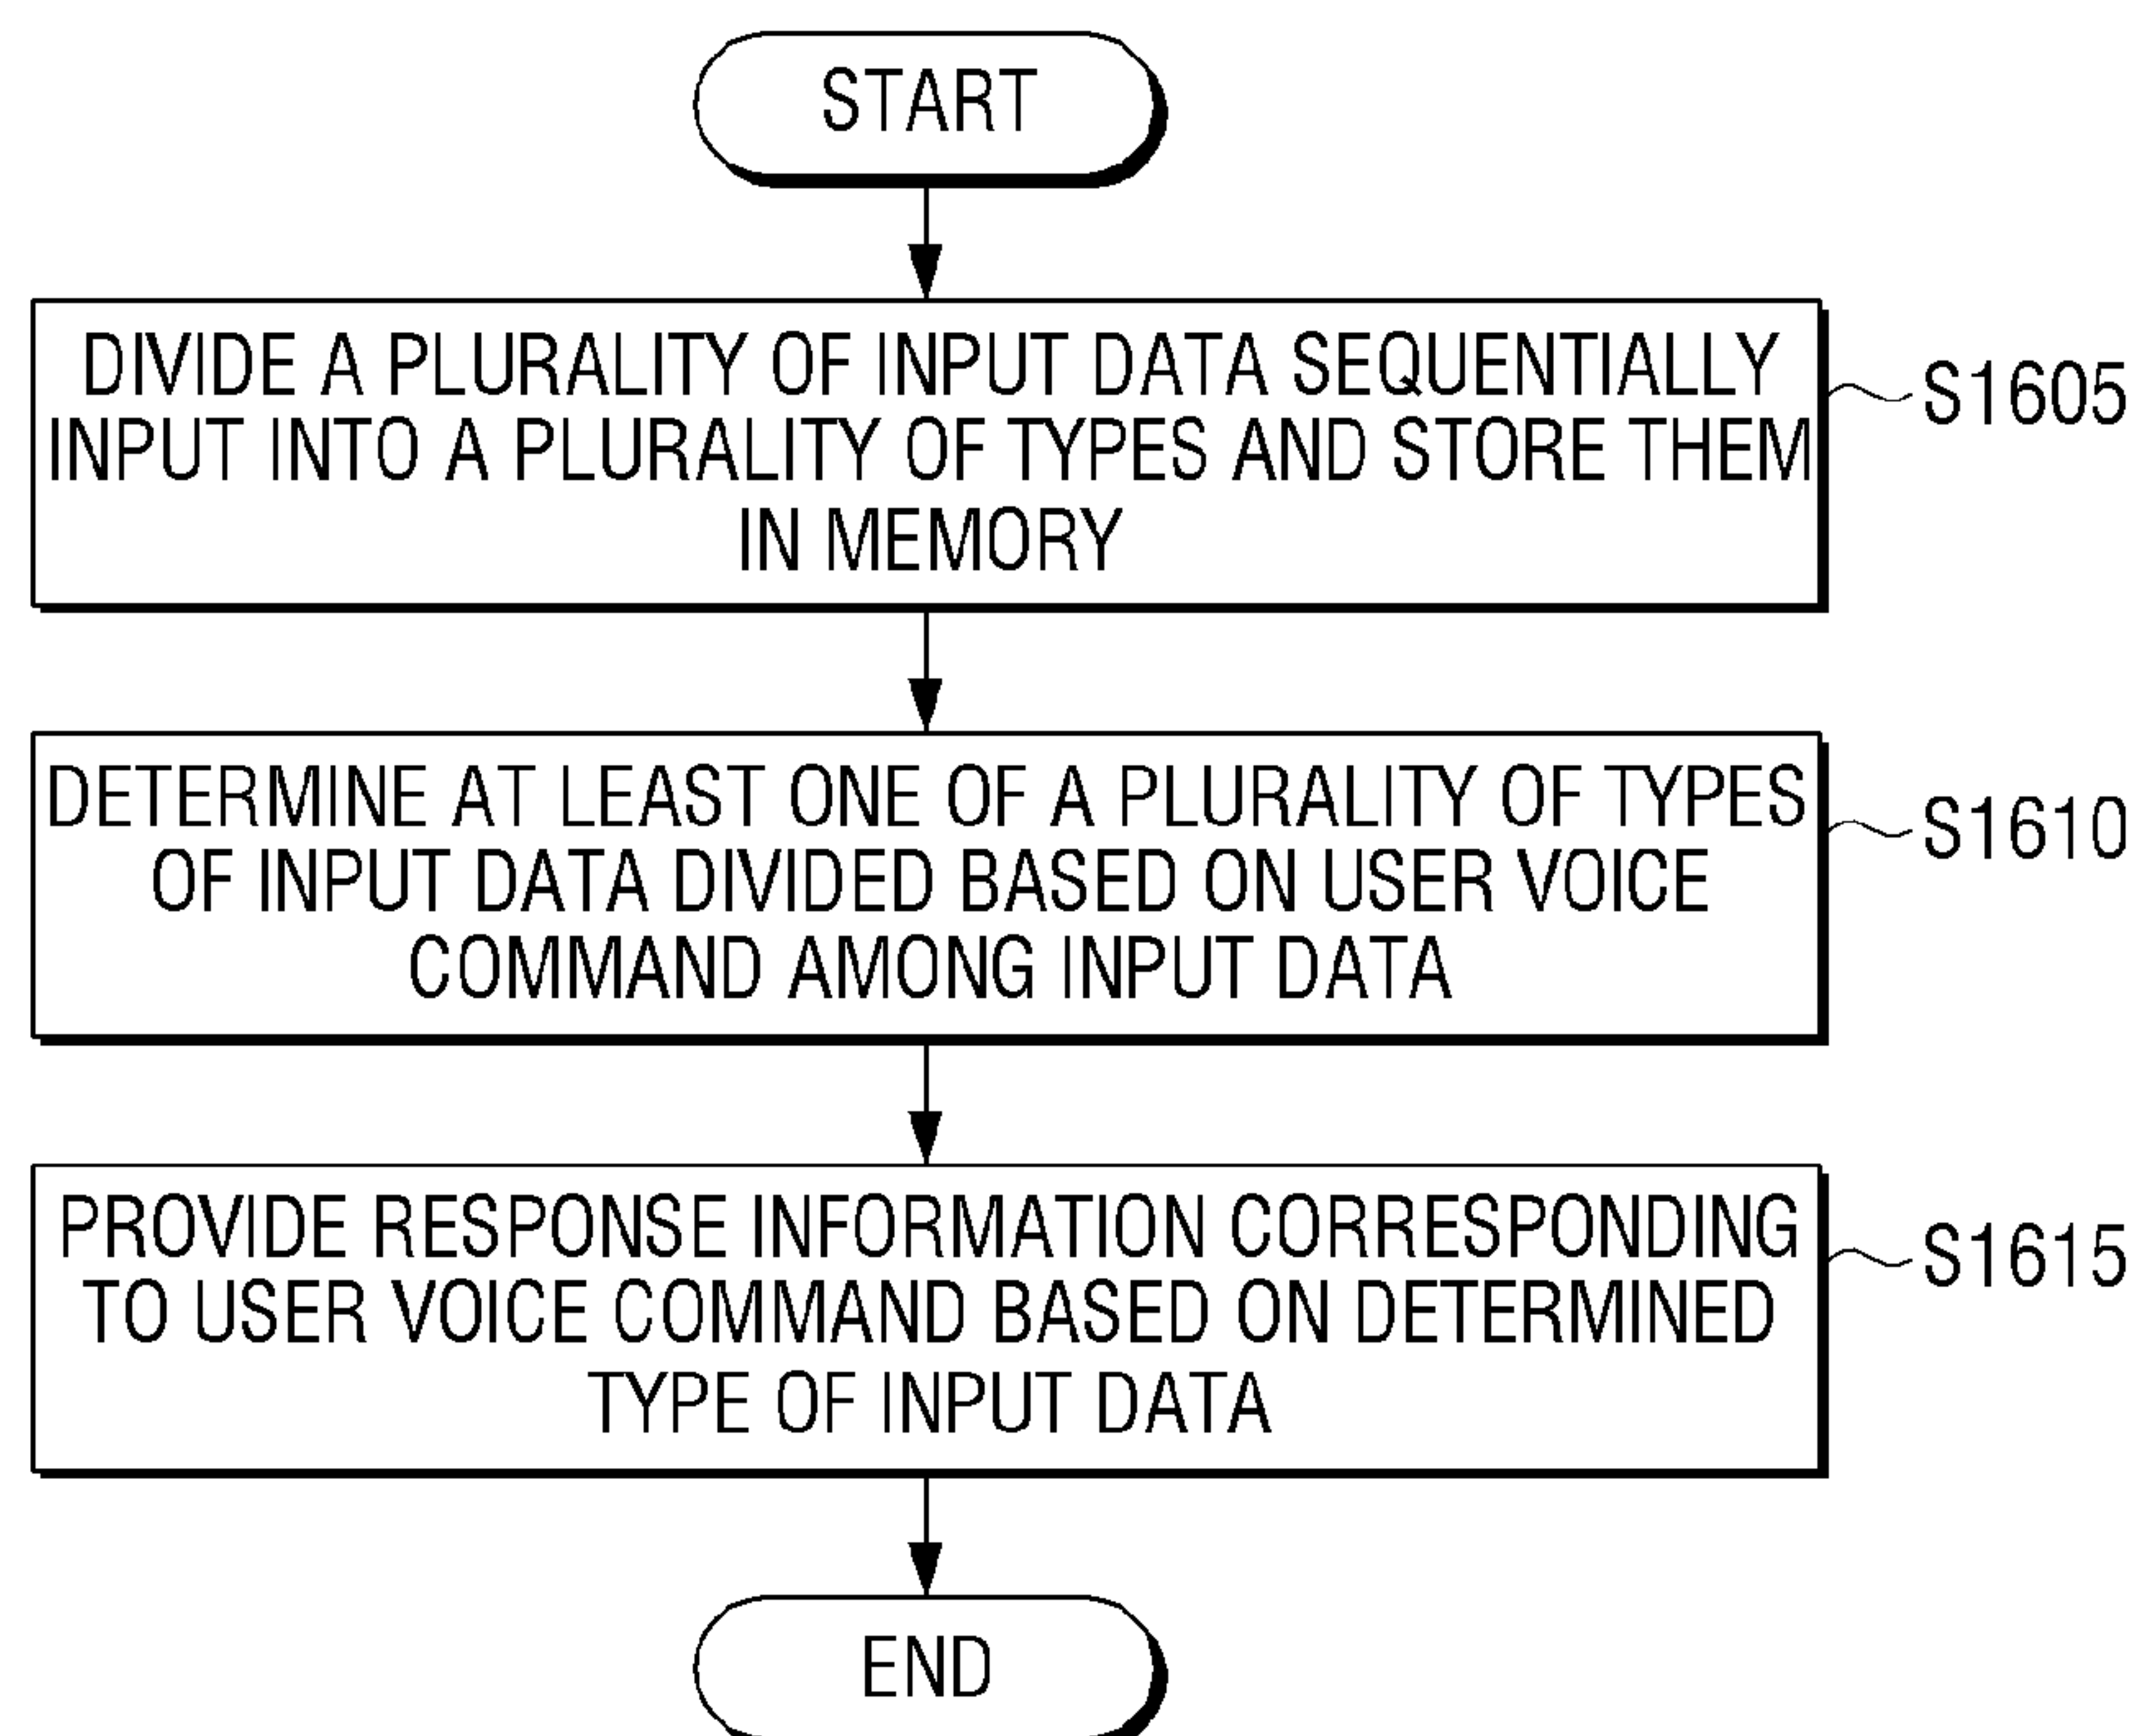 START
DIVIDE A PLURALITY OF INPUT DATA SEQUENTIALLY
INPUT INTO A PLURALITY OF TYPES AND STORE THEM
IN MEMORY
S1605
DETERMINE AT LEAST ONE OF A PLURALITY OF TYPES
OF INPUT DATA DIVIDED BASED ON USER VOICE
COMMAND AMONG INPUT DATA
S1610
PROVIDE RESPONSE INFORMATION CORRESPONDING
TO USER VOICE COMMAND BASED ON DETERMINED
TYPE OF INPUT DATA
S1615
END